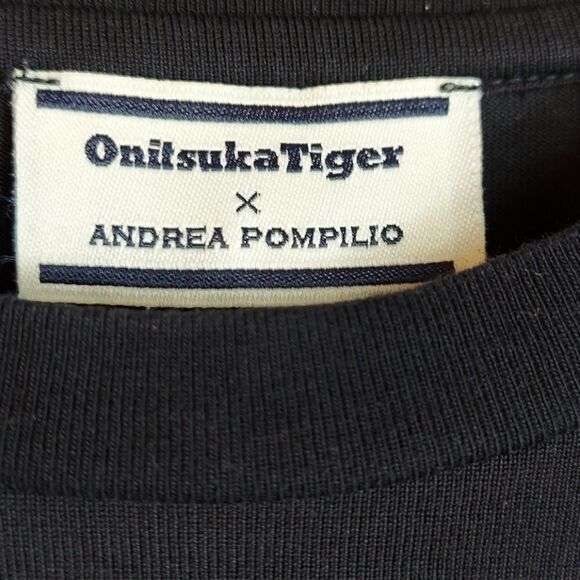 OnitsukaTiger
×
ANDREA POMPILIO